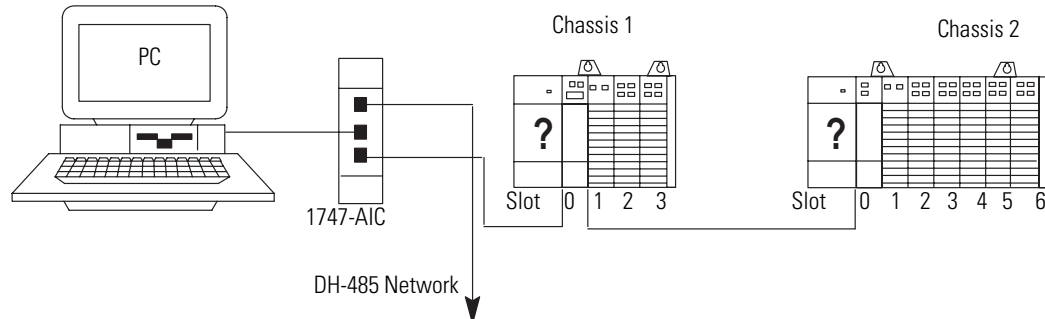 Chassis 1
Chassis 2
PC
?
?
Slot 0 1 2 3
Slot 0 1 2 3 4 5 6
1747-AIC
DH-485 Network